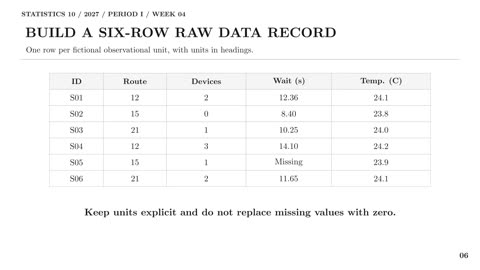 STATISTICS 10 / 2027 / PERIOD I / WEEK 04
BUILD A SIX-ROW RAW DATA RECORD
One row per fictional observational unit, with units in headings.
ID Route Devices Wait (s) Temp. (C)
S01 12 2 12.36 24.1
S02 15 0 8.40 23.8
S03 21 1 10.25 24.0
S04 12 3 14.10 24.2
S05 15 1 Missing 23.9
S06 21 2 11.65 24.1
Keep units explicit and do not replace missing values with zero.
06